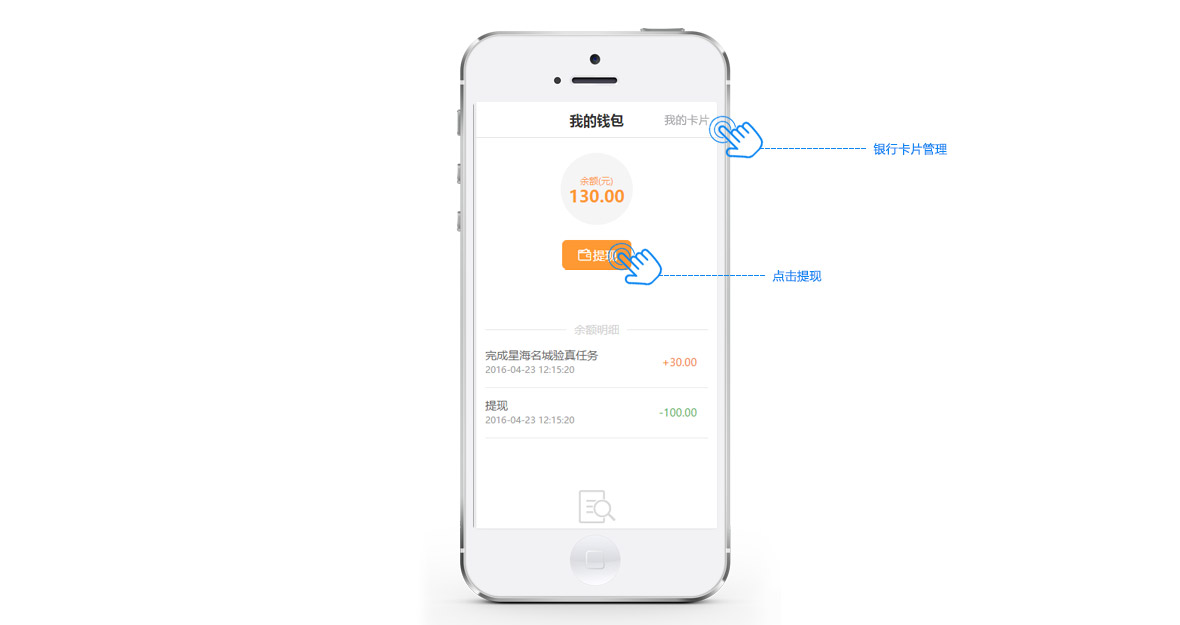 我的钱包
我的卡片
银行卡片管理
余额(元)
130.00
提现
点击提现
余额明细
完成星海名城验真任务
2016-04-23 12:15:20
+30.00
提现
2016-04-23 12:15:20
-100.00